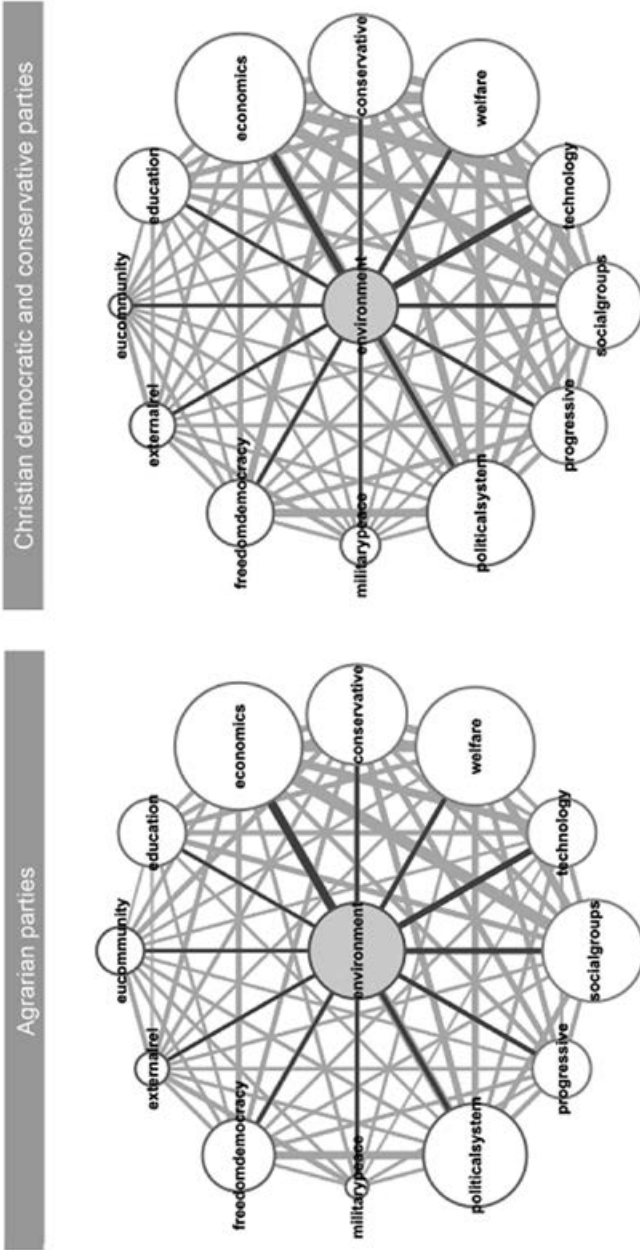 Agrarian parties
economics
conservative
welfare
technology
socialgroups
progressive
politicalsystem
militarypeace
freedomdemocracy
externalrel
eucommunity
education
environment
Christian democratic and conservative parties
economics
conservative
welfare
technology
socialgroups
progressive
politicalsystem
militarypeace
freedomdemocracy
externalrel
eucommunity
education
environment